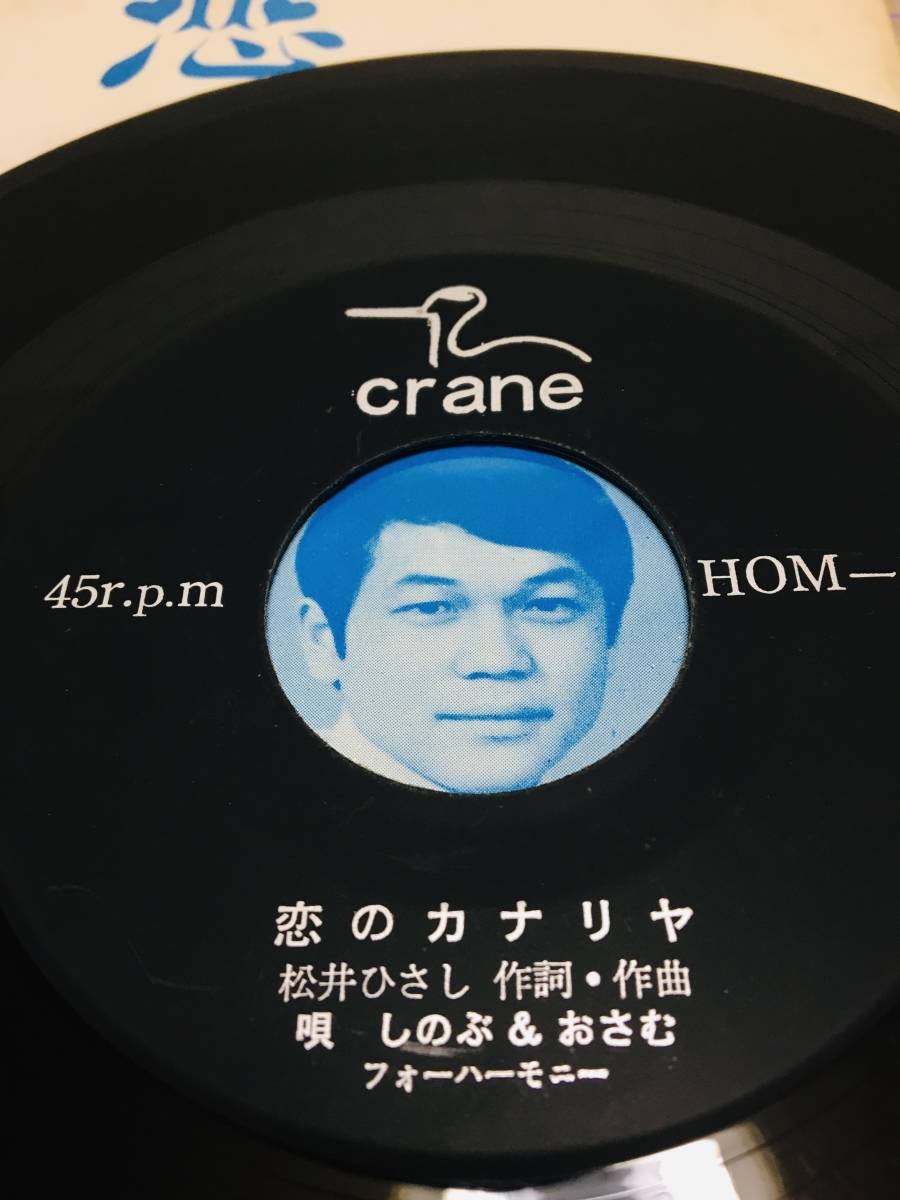 恋
crane
45r.p.m
HOM—
恋のカナリヤ
松井ひさし 作詞・作曲
唄 しのぶ&おさむ
フォーハーモニー